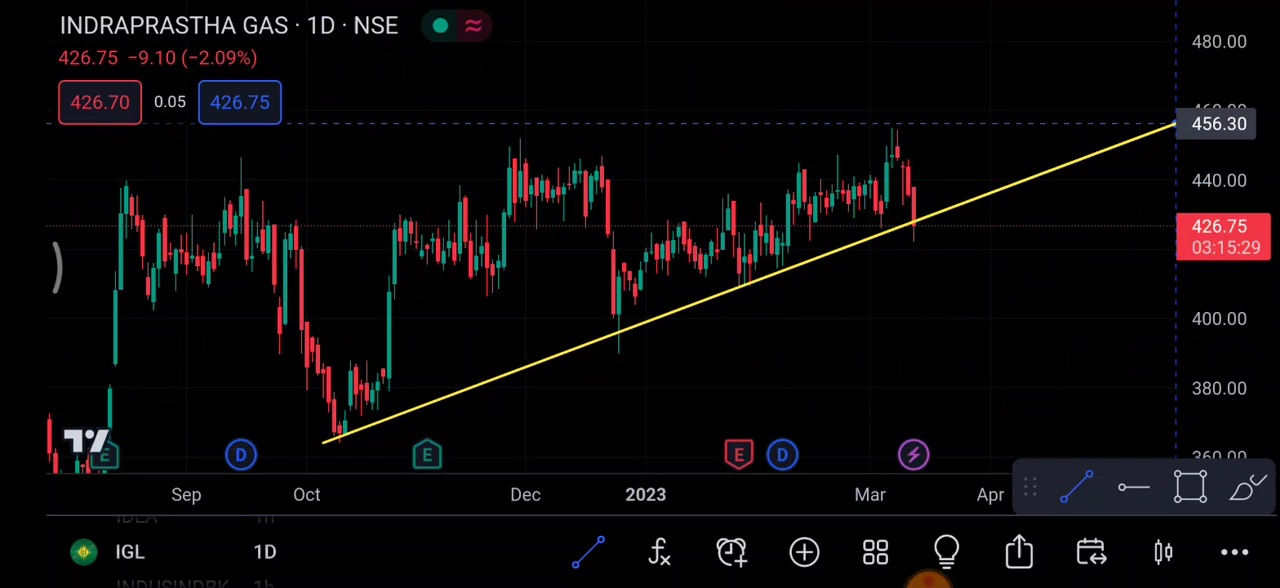 INDRAPRASTHA GAS · 1D · NSE
426.75 −9.10 (−2.09%)
426.70 0.05 426.75
480.00
456.30
440.00
426.75
03:15:29
400.00
380.00
360.00
E D E E D
Sep Oct Dec 2023 Mar Apr
IGL 1D
INDUSINDBK 1h